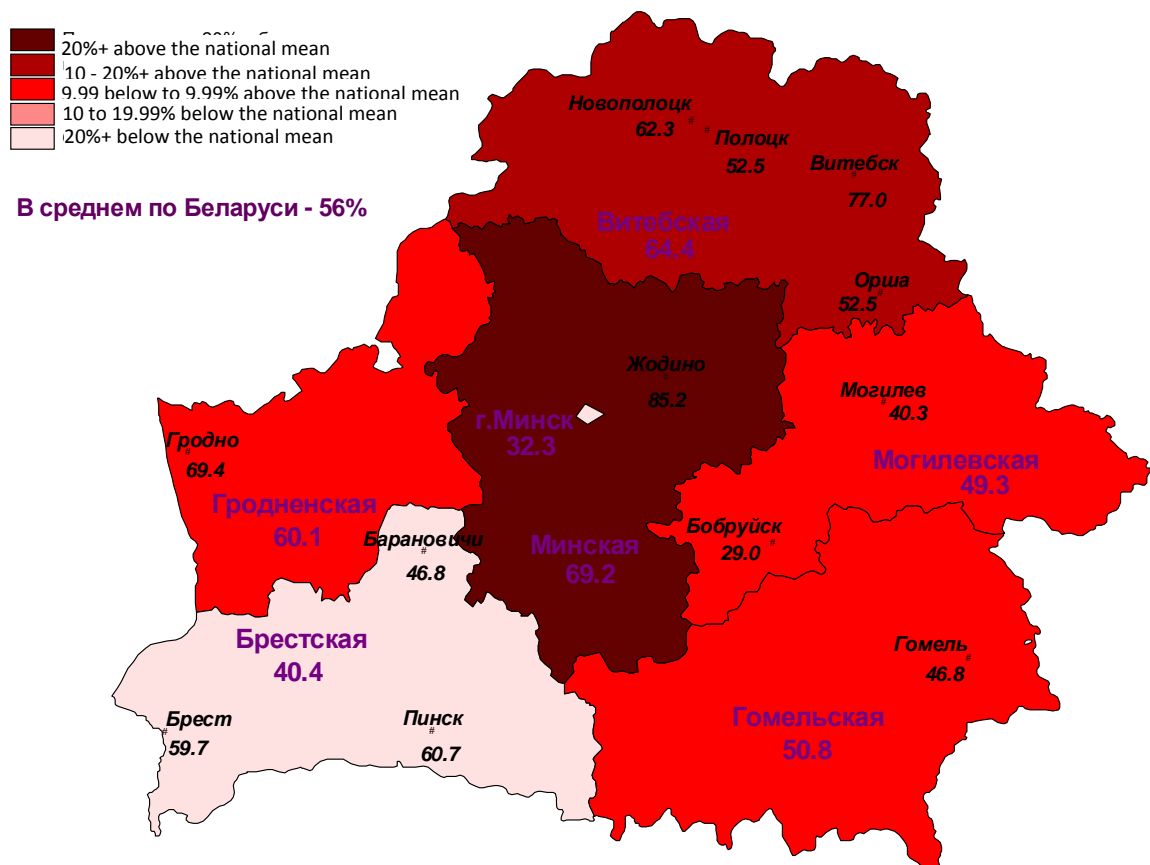 20%+ above the national mean
10 - 20%+ above the national mean
9.99 below to 9.99% above the national mean
10 to 19.99% below the national mean
20%+ below the national mean
В среднем по Беларуси - 56%
Новополоцк
62.3
Полоцк
52.5
Витебск
77.0
Витебская
64.4
Орша
52.5
Жодино
85.2
Могилев
40.3
г.Минск
32.3
Гродно
69.4
Могилевская
49.3
Гродненская
60.1
Барановичи
46.8
Минская
69.2
Бобруйск
29.0
Брестская
40.4
Гомель
46.8
Брест
59.7
Пинск
60.7
Гомельская
50.8